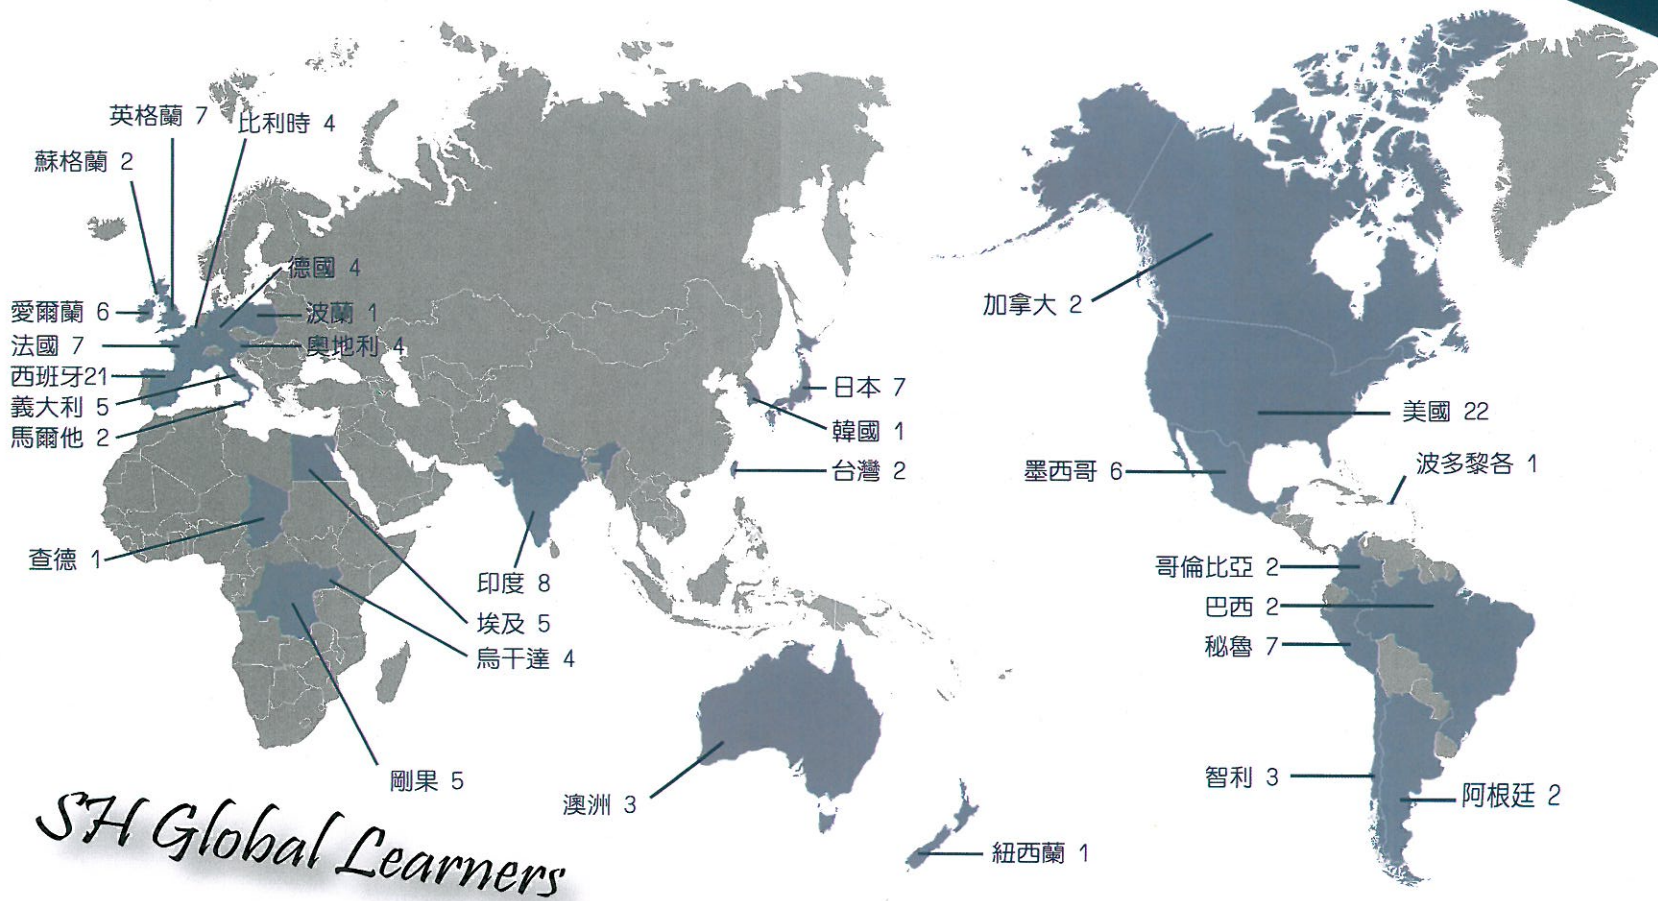 英格蘭 7
比利時 4
蘇格蘭 2
德國 4
愛爾蘭 6
波蘭 1
法國 7
奧地利 4
西班牙21
義大利 5
馬爾他 2
查德 1
印度 8
埃及 5
烏干達 4
剛果 5
日本 7
韓國 1
台灣 2
澳洲 3
紐西蘭 1
加拿大 2
美國 22
墨西哥 6
波多黎各 1
哥倫比亞 2
巴西 2
秘魯 7
智利 3
阿根廷 2
SH Global Learners